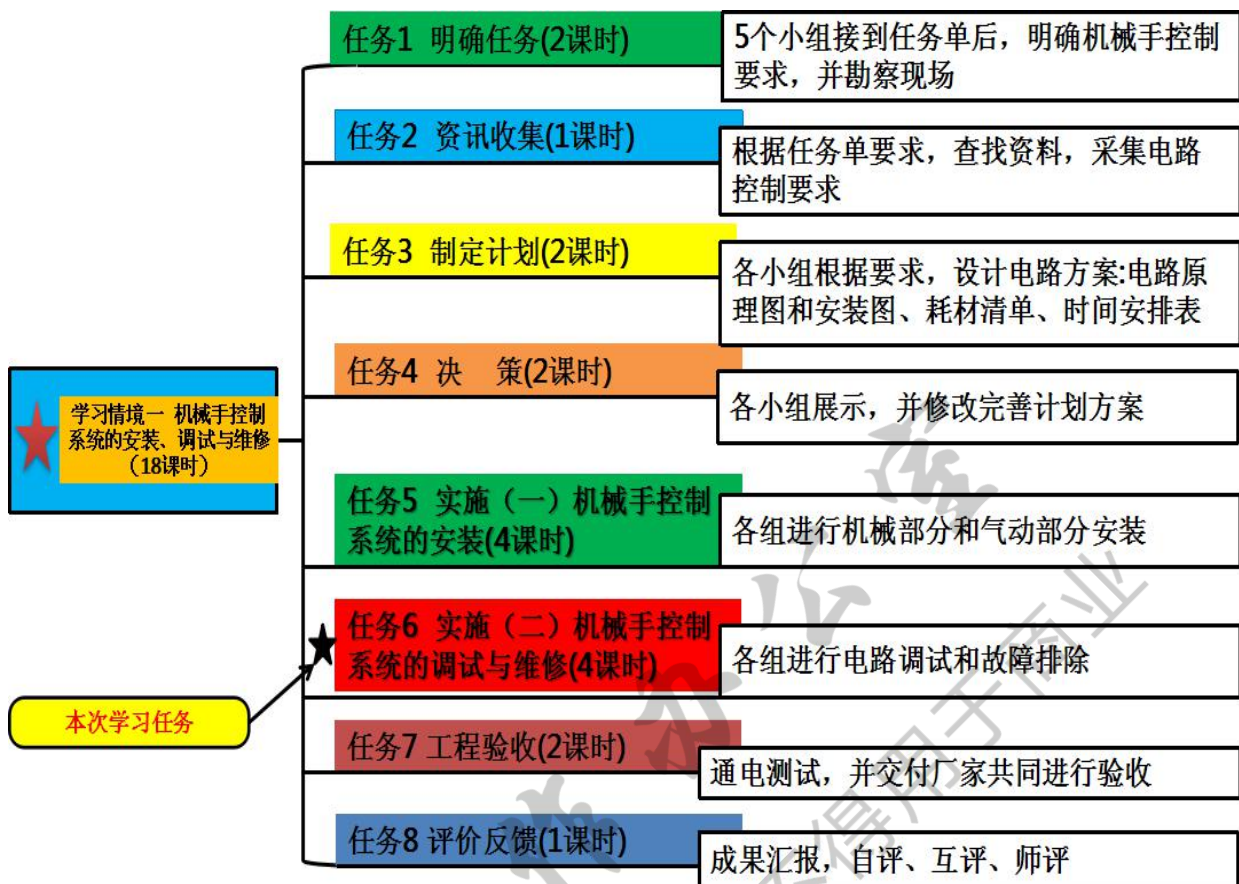 任务1 明确任务(2课时)
5个小组接到任务单后，明确机械手控制
要求，并勘察现场
任务2 资讯收集(1课时)
根据任务单要求，查找资料，采集电路
控制要求
任务3 制定计划(2课时)
各小组根据要求，设计电路方案:电路原
理图和安装图、耗材清单、时间安排表
任务4 决 策(2课时)
各小组展示，并修改完善计划方案
学习情境一 机械手控制
系统的安装、调试与维修
（18课时）
任务5 实施（一）机械手控制
系统的安装(4课时)
各组进行机械部分和气动部分安装
任务6 实施（二）机械手控制
系统的调试与维修(4课时)
各组进行电路调试和故障排除
本次学习任务
任务7 工程验收(2课时)
通电测试，并交付厂家共同进行验收
任务8 评价反馈(1课时)
成果汇报，自评、互评、师评
不得用于商业